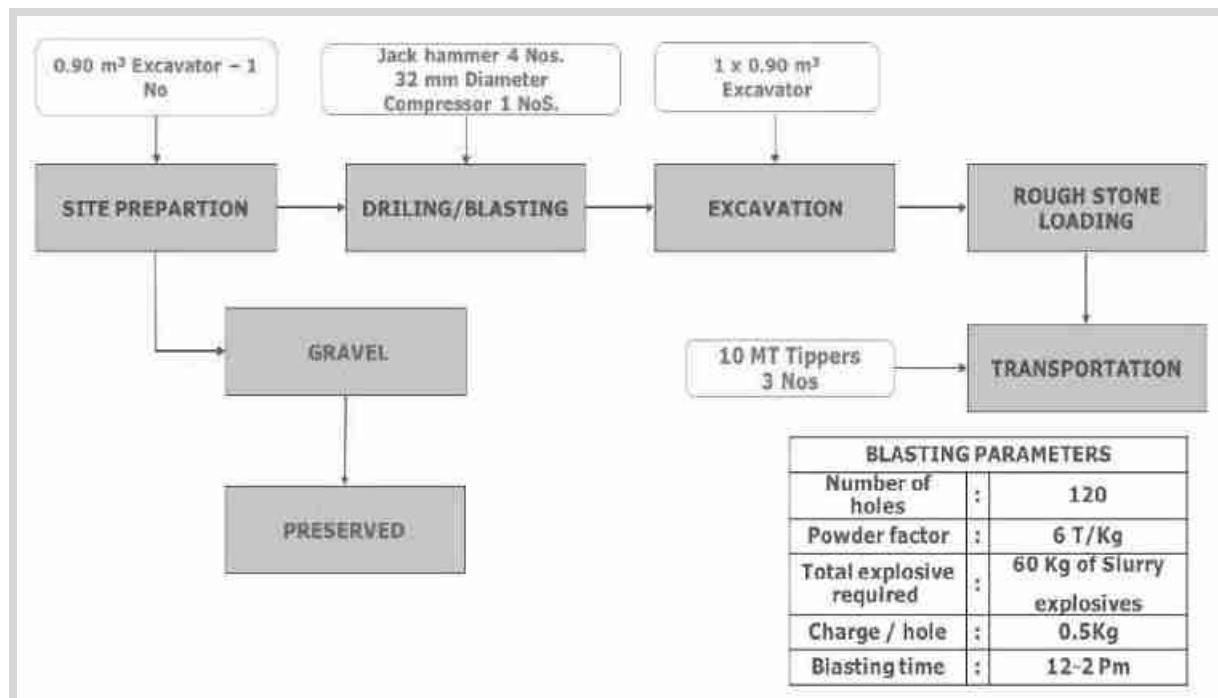 0.90 m³ Excavator – 1
No
Jack hammer 4 Nos.
32 mm Diameter
Compressor 1 NoS.
1 x 0.90 m³
Excavator
SITE PREPARTION
DRILING/BLASTING
EXCAVATION
ROUGH STONE
LOADING
GRAVEL
10 MT Tippers
3 Nos
TRANSPORTATION
PRESERVED
BLASTING PARAMETERS
Number of
holes : 120
Powder factor : 6 T/Kg
Total explosive
required : 60 Kg of Slurry
explosives
Charge / hole : 0.5Kg
Blasting time : 12-2 Pm